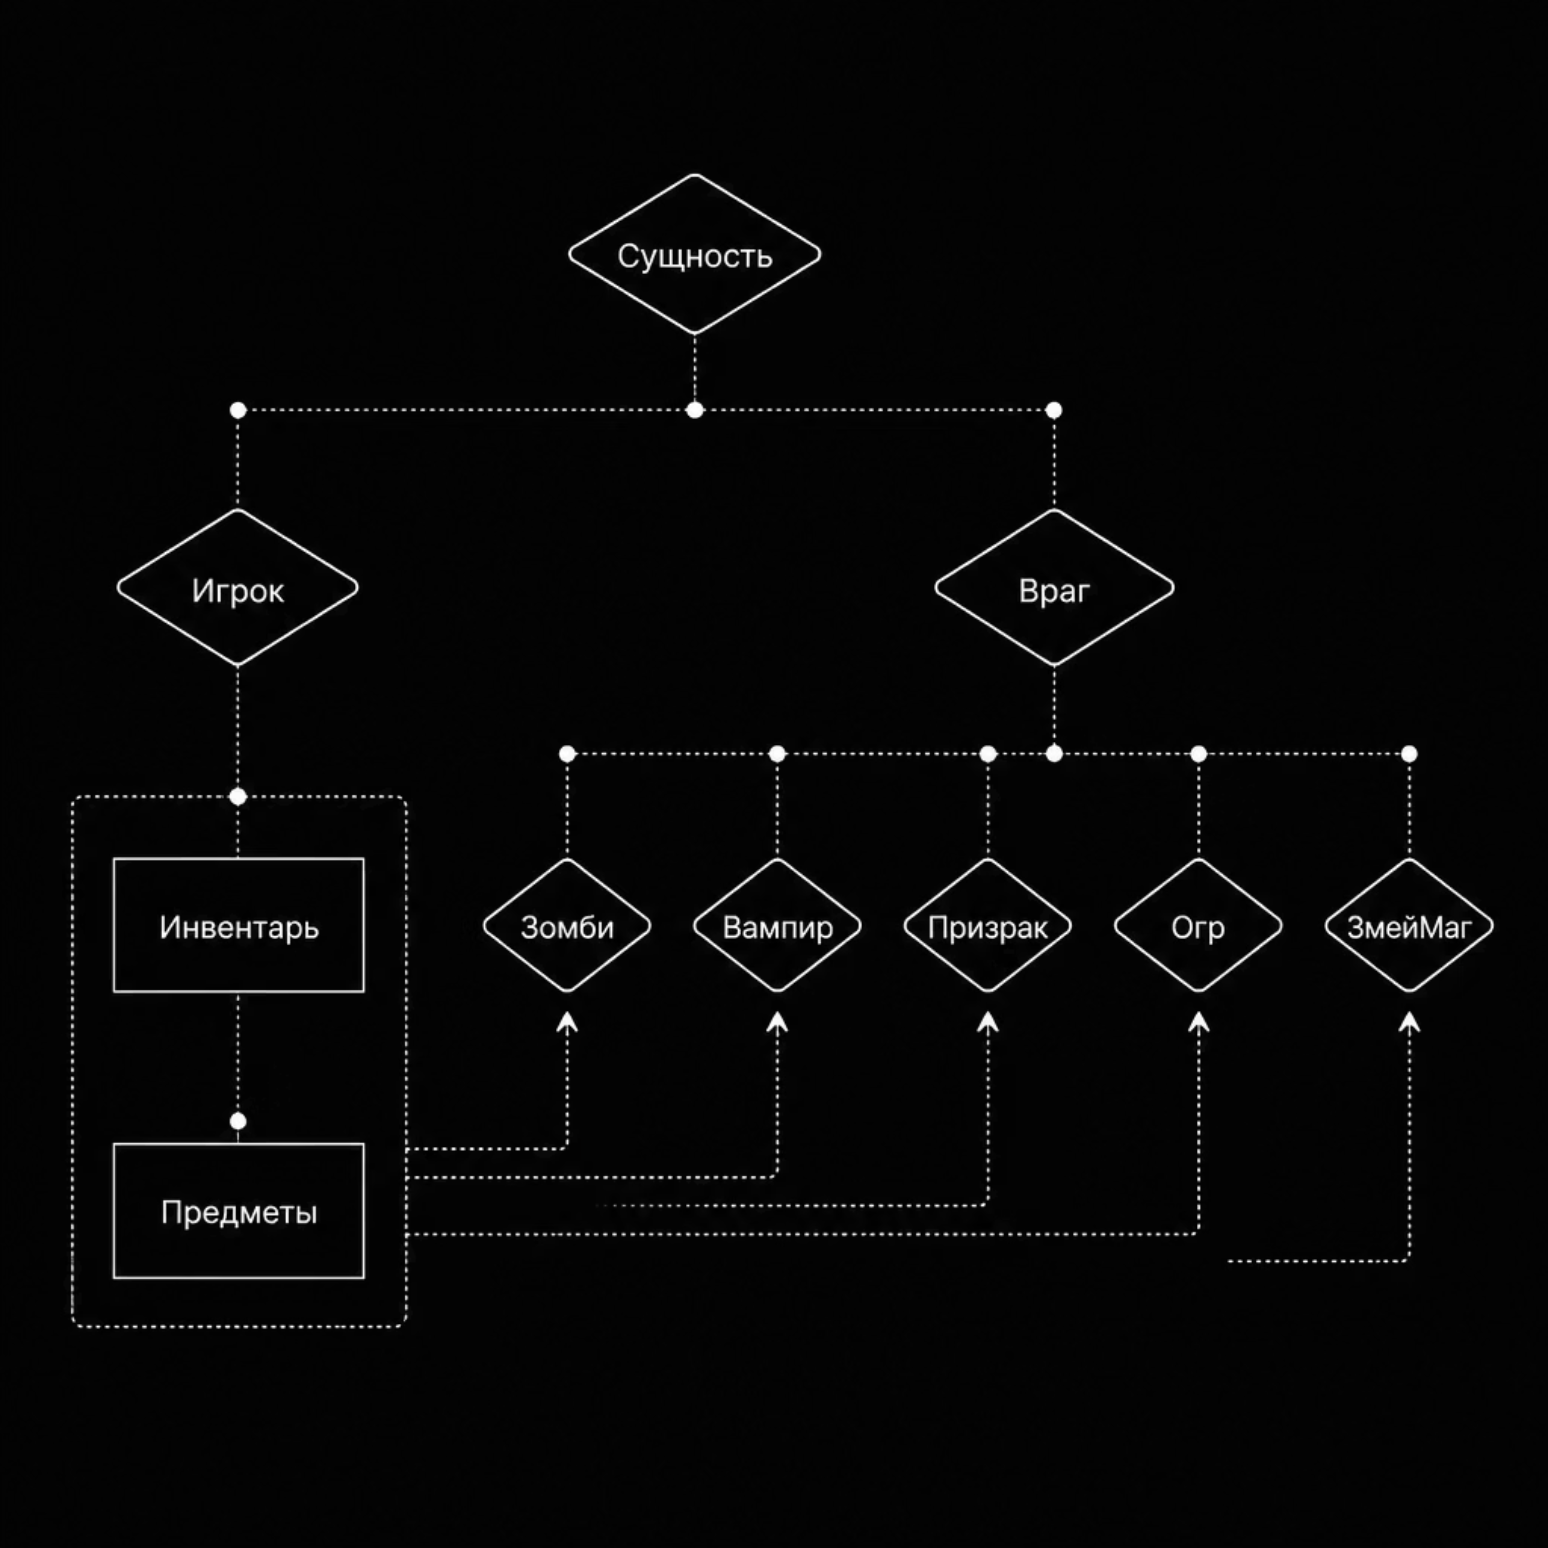 Сущность
Игрок
Враг
Инвентарь
Зомби
Вампир
Призрак
Огр
ЗмейМаг
Предметы